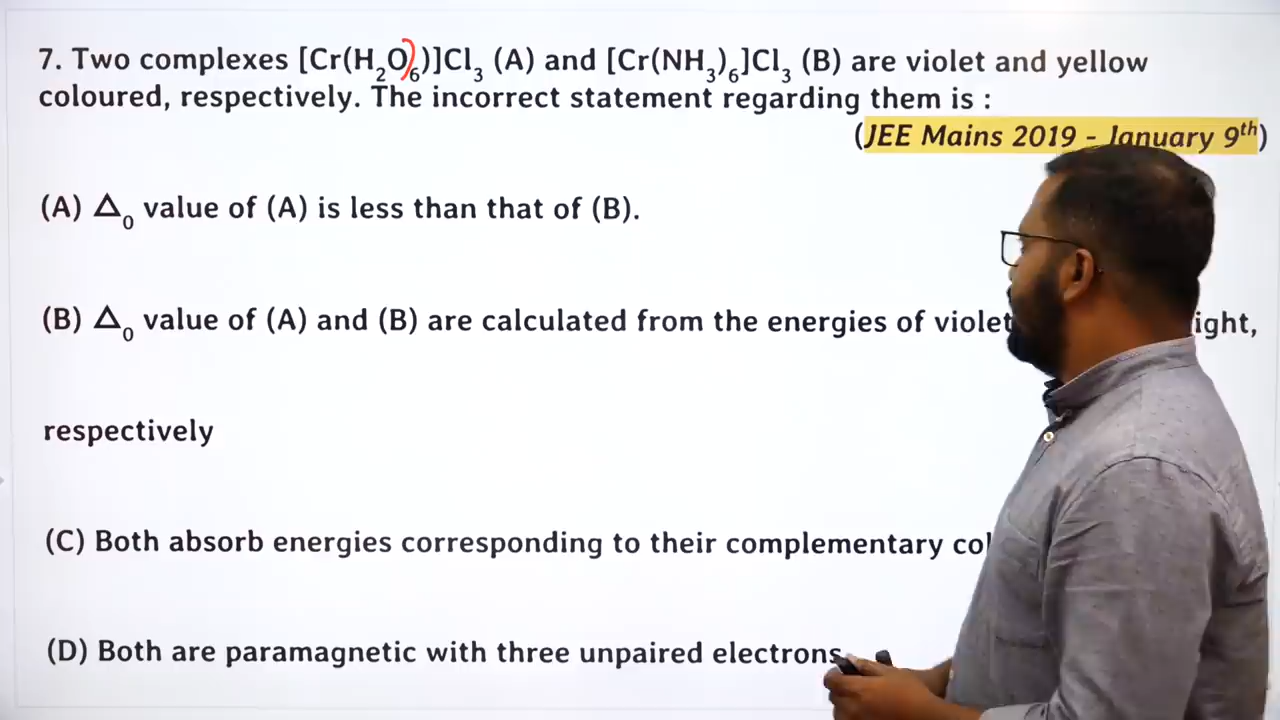 7. Two complexes [Cr(H₂O)₆)]Cl₃ (A) and [Cr(NH₃)₆]Cl₃ (B) are violet and yellow
coloured, respectively. The incorrect statement regarding them is :
(JEE Mains 2019 - January 9ᵗʰ)
(A) Δ₀ value of (A) is less than that of (B).
(B) Δ₀ value of (A) and (B) are calculated from the energies of violet ight,
respectively
(C) Both absorb energies corresponding to their complementary col
(D) Both are paramagnetic with three unpaired electrons